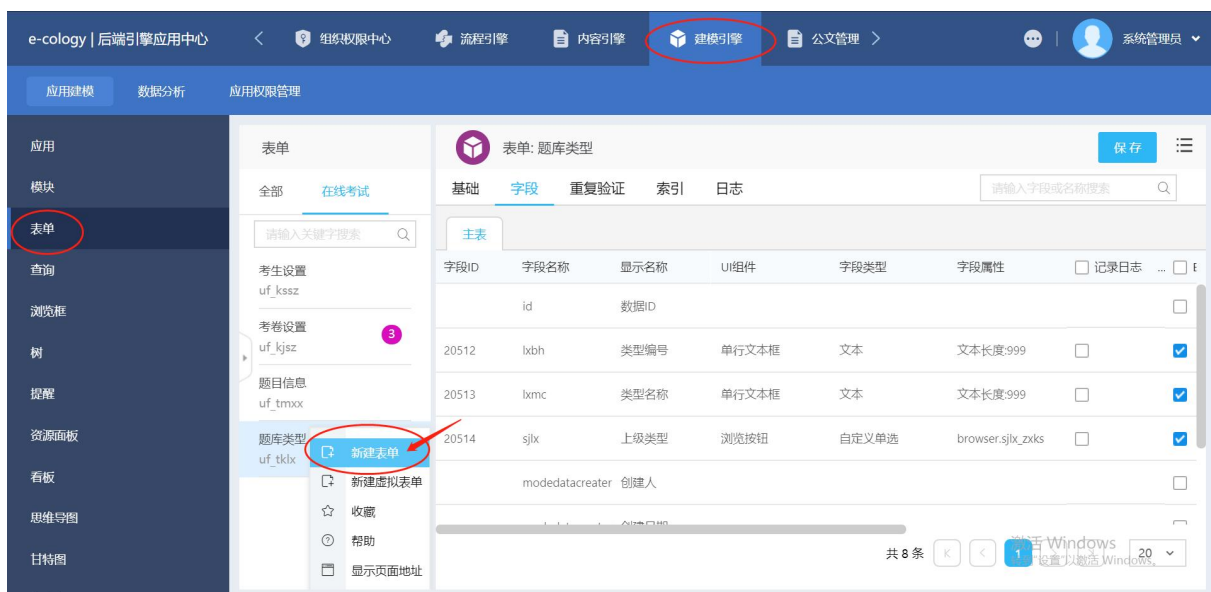 e-cology | 后端引擎应用中心 组织权限中心 流程引擎 内容引擎 建模引擎 公文管理 系统管理员
应用建模 数据分析 应用权限管理
应用
模块
表单
查询
浏览框
树
提醒
资源面板
看板
思维导图
甘特图
表单
全部 在线考试
请输入关键字搜索
考生设置
uf_kssz
考卷设置
uf_kjsz
3
题目信息
uf_tmxx
题库类型
uf_tklx
新建表单
新建虚拟表单
收藏
帮助
显示页面地址
表单: 题库类型 保存
基础 字段 重复验证 索引 日志 请输入字段或名称搜索
主表
字段ID 字段名称 显示名称 UI组件 字段类型 字段属性 记录日志 ...
id 数据ID
20512 lxbh 类型编号 单行文本框 文本 文本长度:999
20513 lxmc 类型名称 单行文本框 文本 文本长度:999
20514 sjlx 上级类型 浏览按钮 自定义单选 browser.sjlx_zxks
modedatacreater 创建人
共 8 条 1 20
激活 Windows
"设置"以激活 Windows。